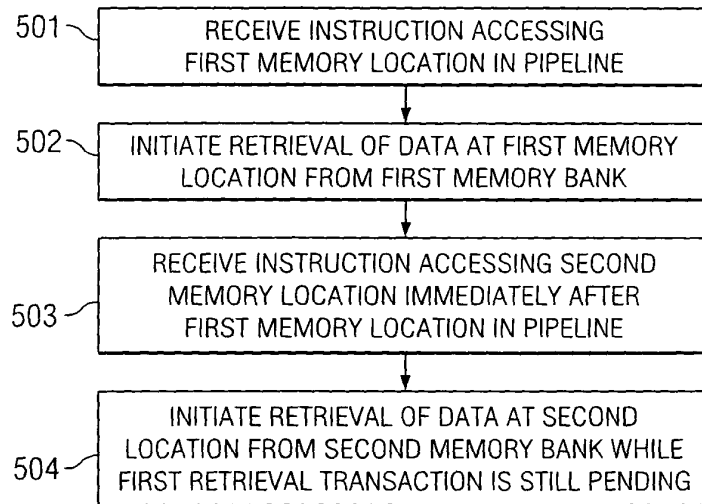 501
RECEIVE INSTRUCTION ACCESSING
FIRST MEMORY LOCATION IN PIPELINE
502
INITIATE RETRIEVAL OF DATA AT FIRST MEMORY
LOCATION FROM FIRST MEMORY BANK
503
RECEIVE INSTRUCTION ACCESSING SECOND
MEMORY LOCATION IMMEDIATELY AFTER
FIRST MEMORY LOCATION IN PIPELINE
504
INITIATE RETRIEVAL OF DATA AT SECOND
LOCATION FROM SECOND MEMORY BANK WHILE
FIRST RETRIEVAL TRANSACTION IS STILL PENDING